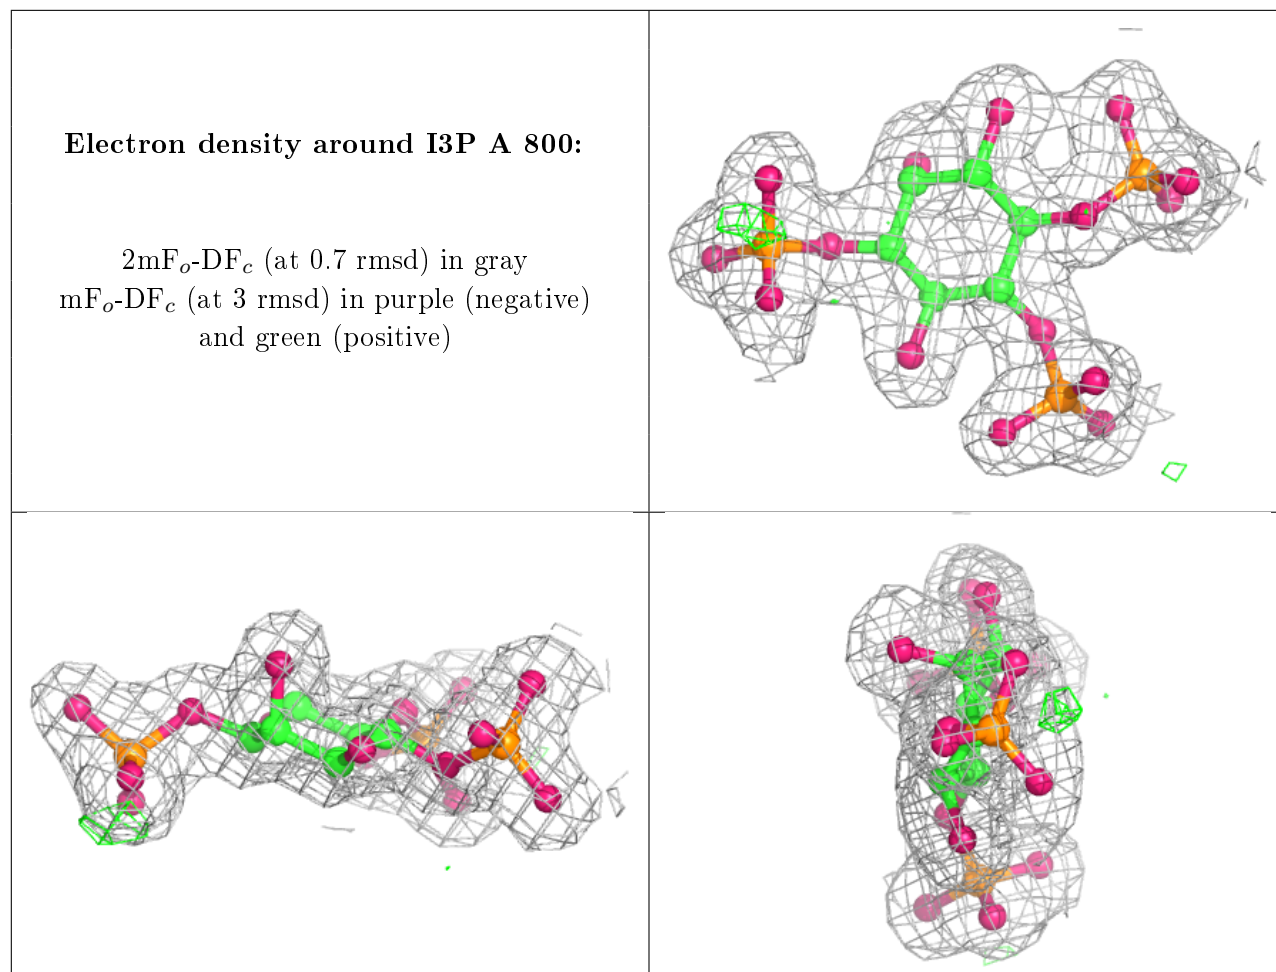 Electron density around I3P A 800:
2mFo-DFc (at 0.7 rmsd) in gray
mFo-DFc (at 3 rmsd) in purple (negative)
and green (positive)